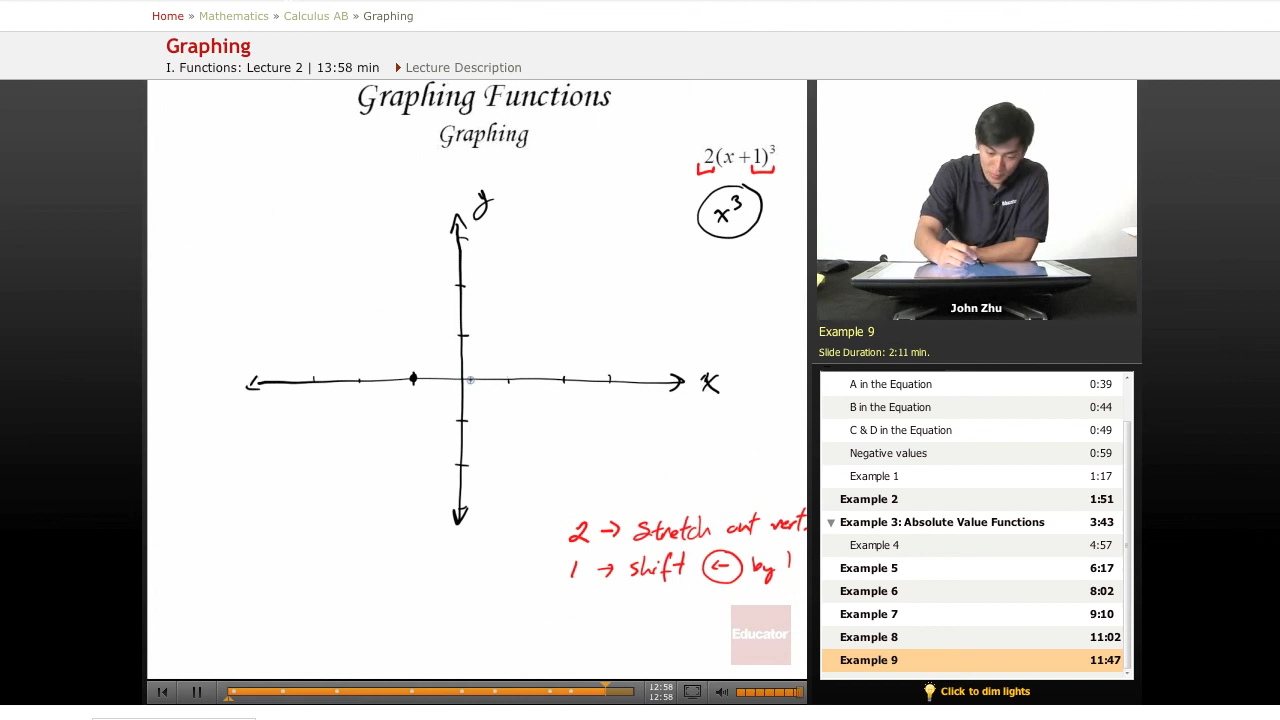 Home » Mathematics » Calculus AB » Graphing
Graphing
I. Functions: Lecture 2 | 13:58 min
Lecture Description
Graphing Functions
Graphing
2(x+1)³
x³
y
x
2 → Stretch out vert.
1 → shift ← by 1
Educator
John Zhu
Example 9
Slide Duration: 2:11 min.
A in the Equation 0:39
B in the Equation 0:44
C & D in the Equation 0:49
Negative values 0:59
Example 1 1:17
Example 2 1:51
Example 3: Absolute Value Functions 3:43
Example 4 4:57
Example 5 6:17
Example 6 8:02
Example 7 9:10
Example 8 11:02
Example 9 11:47
12:58
12:58
Click to dim lights